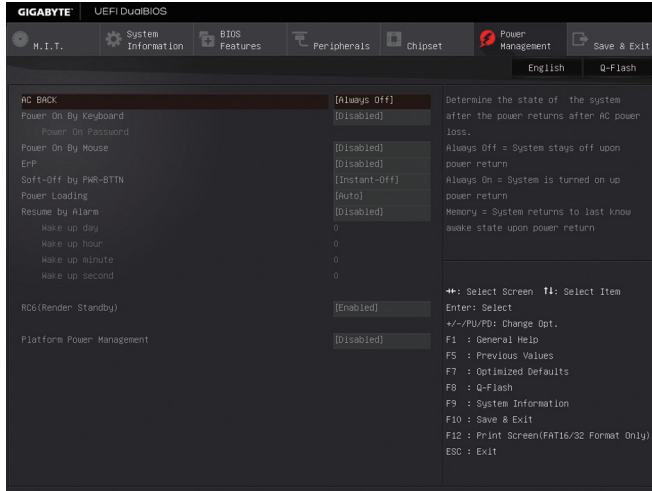 GIGABYTE™ UEFI DualBIOS
M.I.T.
System Information
BIOS Features
Peripherals
Chipset
Power Management
Save & Exit
English Q-Flash
AC BACK [Always Off]
Power On By Keyboard [Disabled]
Power On Password
Power On By Mouse [Disabled]
ErP [Disabled]
Soft-Off by PWR-BTTN [Instant-Off]
Power Loading [Auto]
Resume by Alarm [Disabled]
Wake up day 0
Wake up hour 0
Wake up minute 0
Wake up second 0
RC6(Render Standby) [Enabled]
Platform Power Management [Disabled]
Determine the state of the system
after the power returns after AC power
loss.
Always Off = System stays off upon
power return
Always On = System is turned on up
power return
Memory = System returns to last know
awake state upon power return
→←: Select Screen ↑↓: Select Item
Enter: Select
+/-/PU/PD: Change Opt.
F1 : General Help
F5 : Previous Values
F7 : Optimized Defaults
F8 : Q-Flash
F9 : System Information
F10 : Save & Exit
F12 : Print Screen(FAT16/32 Format Only)
ESC : Exit